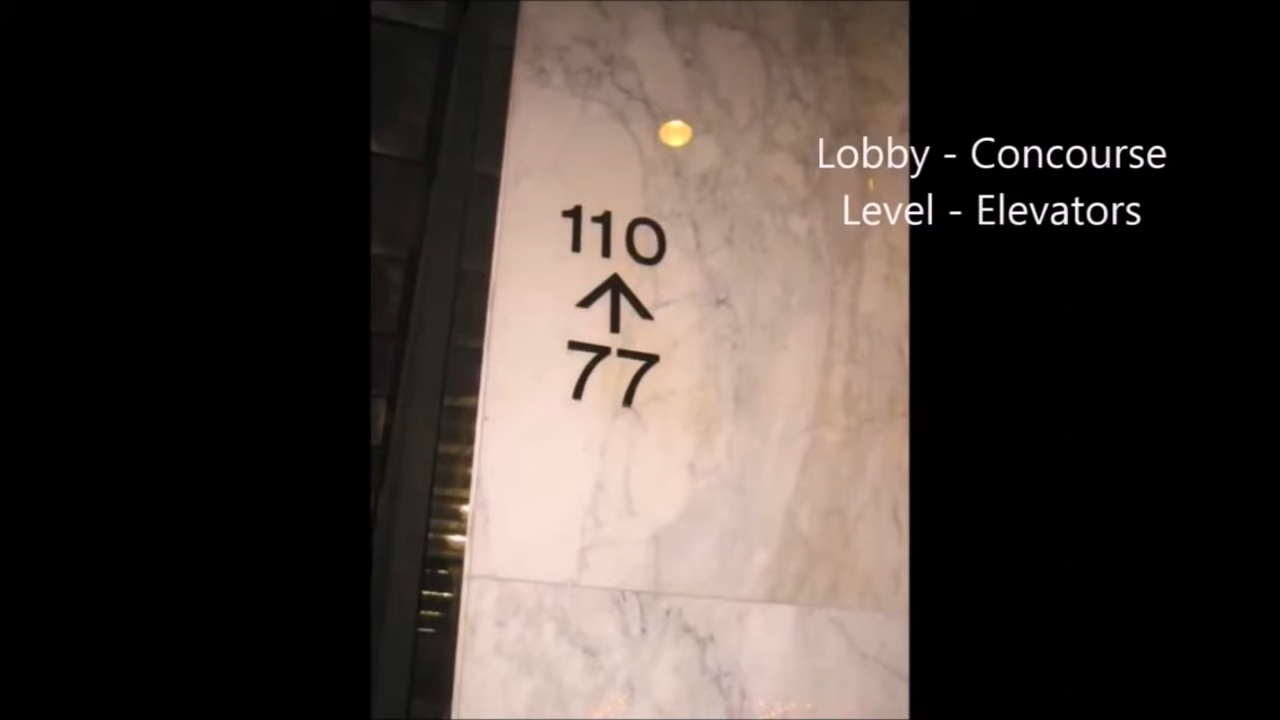 Lobby - Concourse
Level - Elevators
110
↑
77